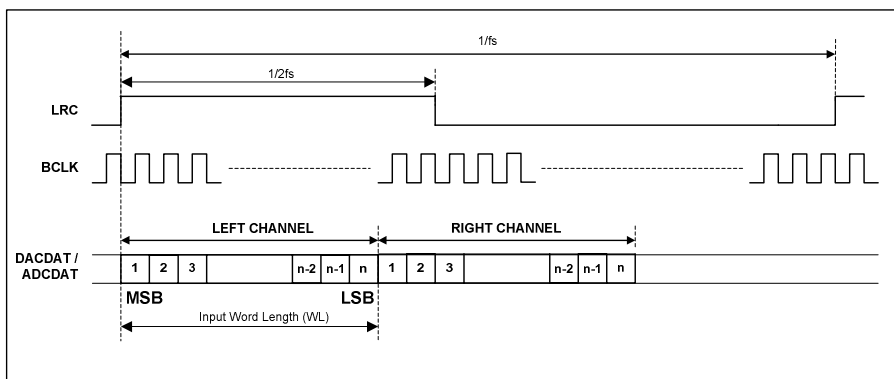 1/fs
1/2fs
LRC
BCLK
LEFT CHANNEL RIGHT CHANNEL
DACDAT /
ADCDAT
1 2 3 n-2 n-1 n 1 2 3 n-2 n-1 n
MSB LSB
Input Word Length (WL)